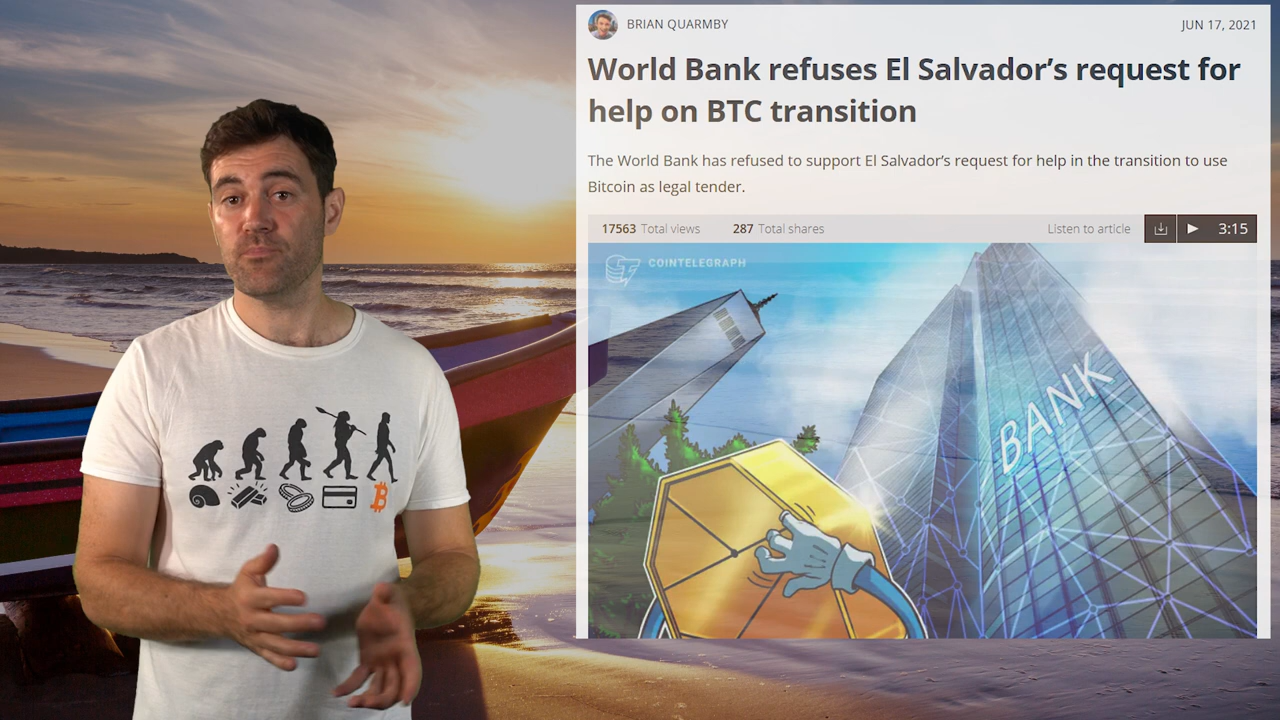 BRIAN QUARMBY
JUN 17, 2021
World Bank refuses El Salvador’s request for
help on BTC transition
The World Bank has refused to support El Salvador’s request for help in the transition to use
Bitcoin as legal tender.
17563 Total views 287 Total shares Listen to article 3:15
COINTELEGRAPH
BANK